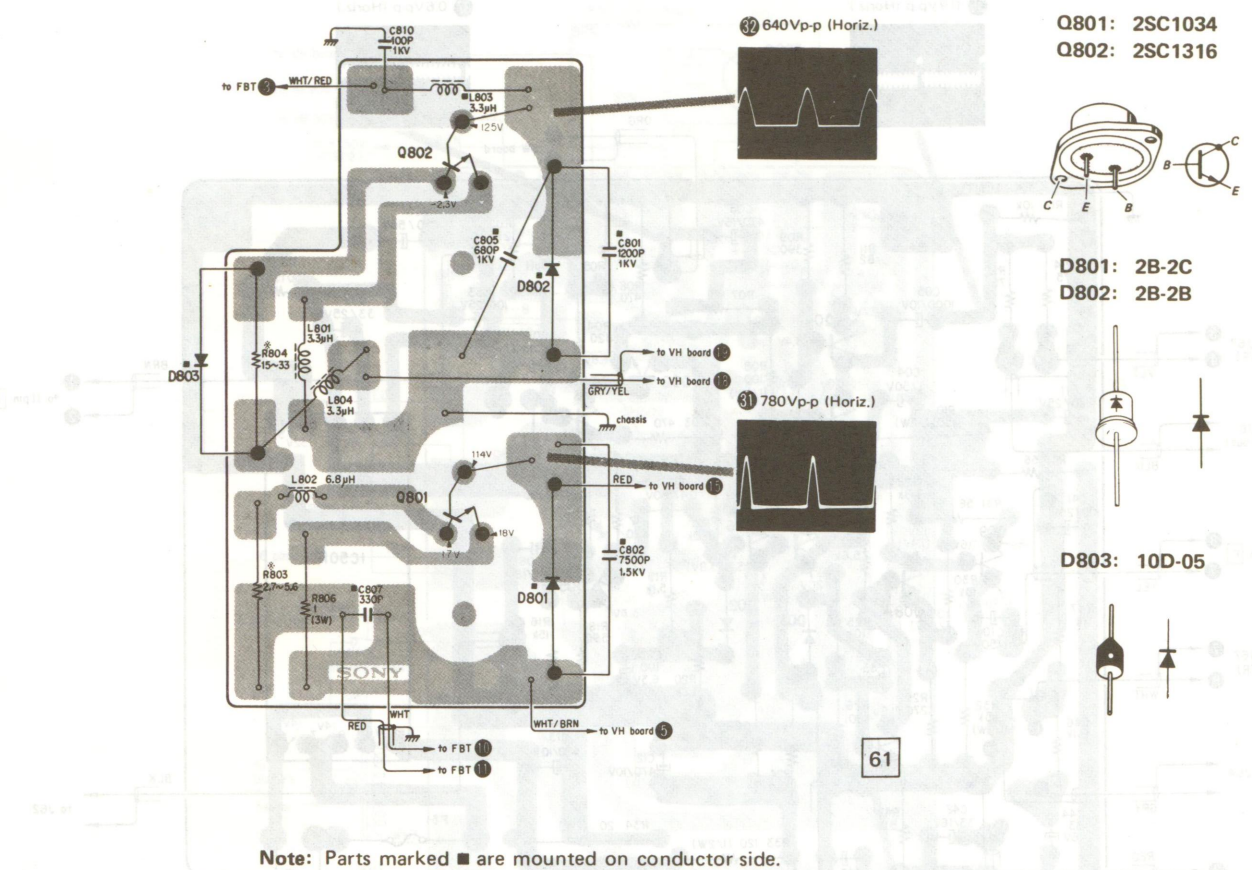 32 640Vp-p (Horiz.)
Q801: 2SC1034
Q802: 2SC1316
C810
100P
1KV
to FBT
WHT/RED
L803
3.3μH
125V
Q802
-2.3V
C
B
E
C
E
B
C805
680P
1KV
C801
1200P
1KV
D802
D801: 2B-2C
D802: 2B-2B
L801
3.3μH
※
R804
15~33
D803
L804
3.3μH
to VH board 19
to VH board 18
GRY/YEL
chassis
31 780Vp-p (Horiz.)
114V
L802 6.8μH
Q801
RED
to VH board 15
18V
17V
C802
7500P
1.5KV
D803: 10D-05
※
R803
2.7~5.6
R806
1
(3W)
C807
330P
D801
SONY
WHT
RED
WHT/BRN
to VH board 5
to FBT 10
to FBT 11
61
Note: Parts marked ■ are mounted on conductor side.